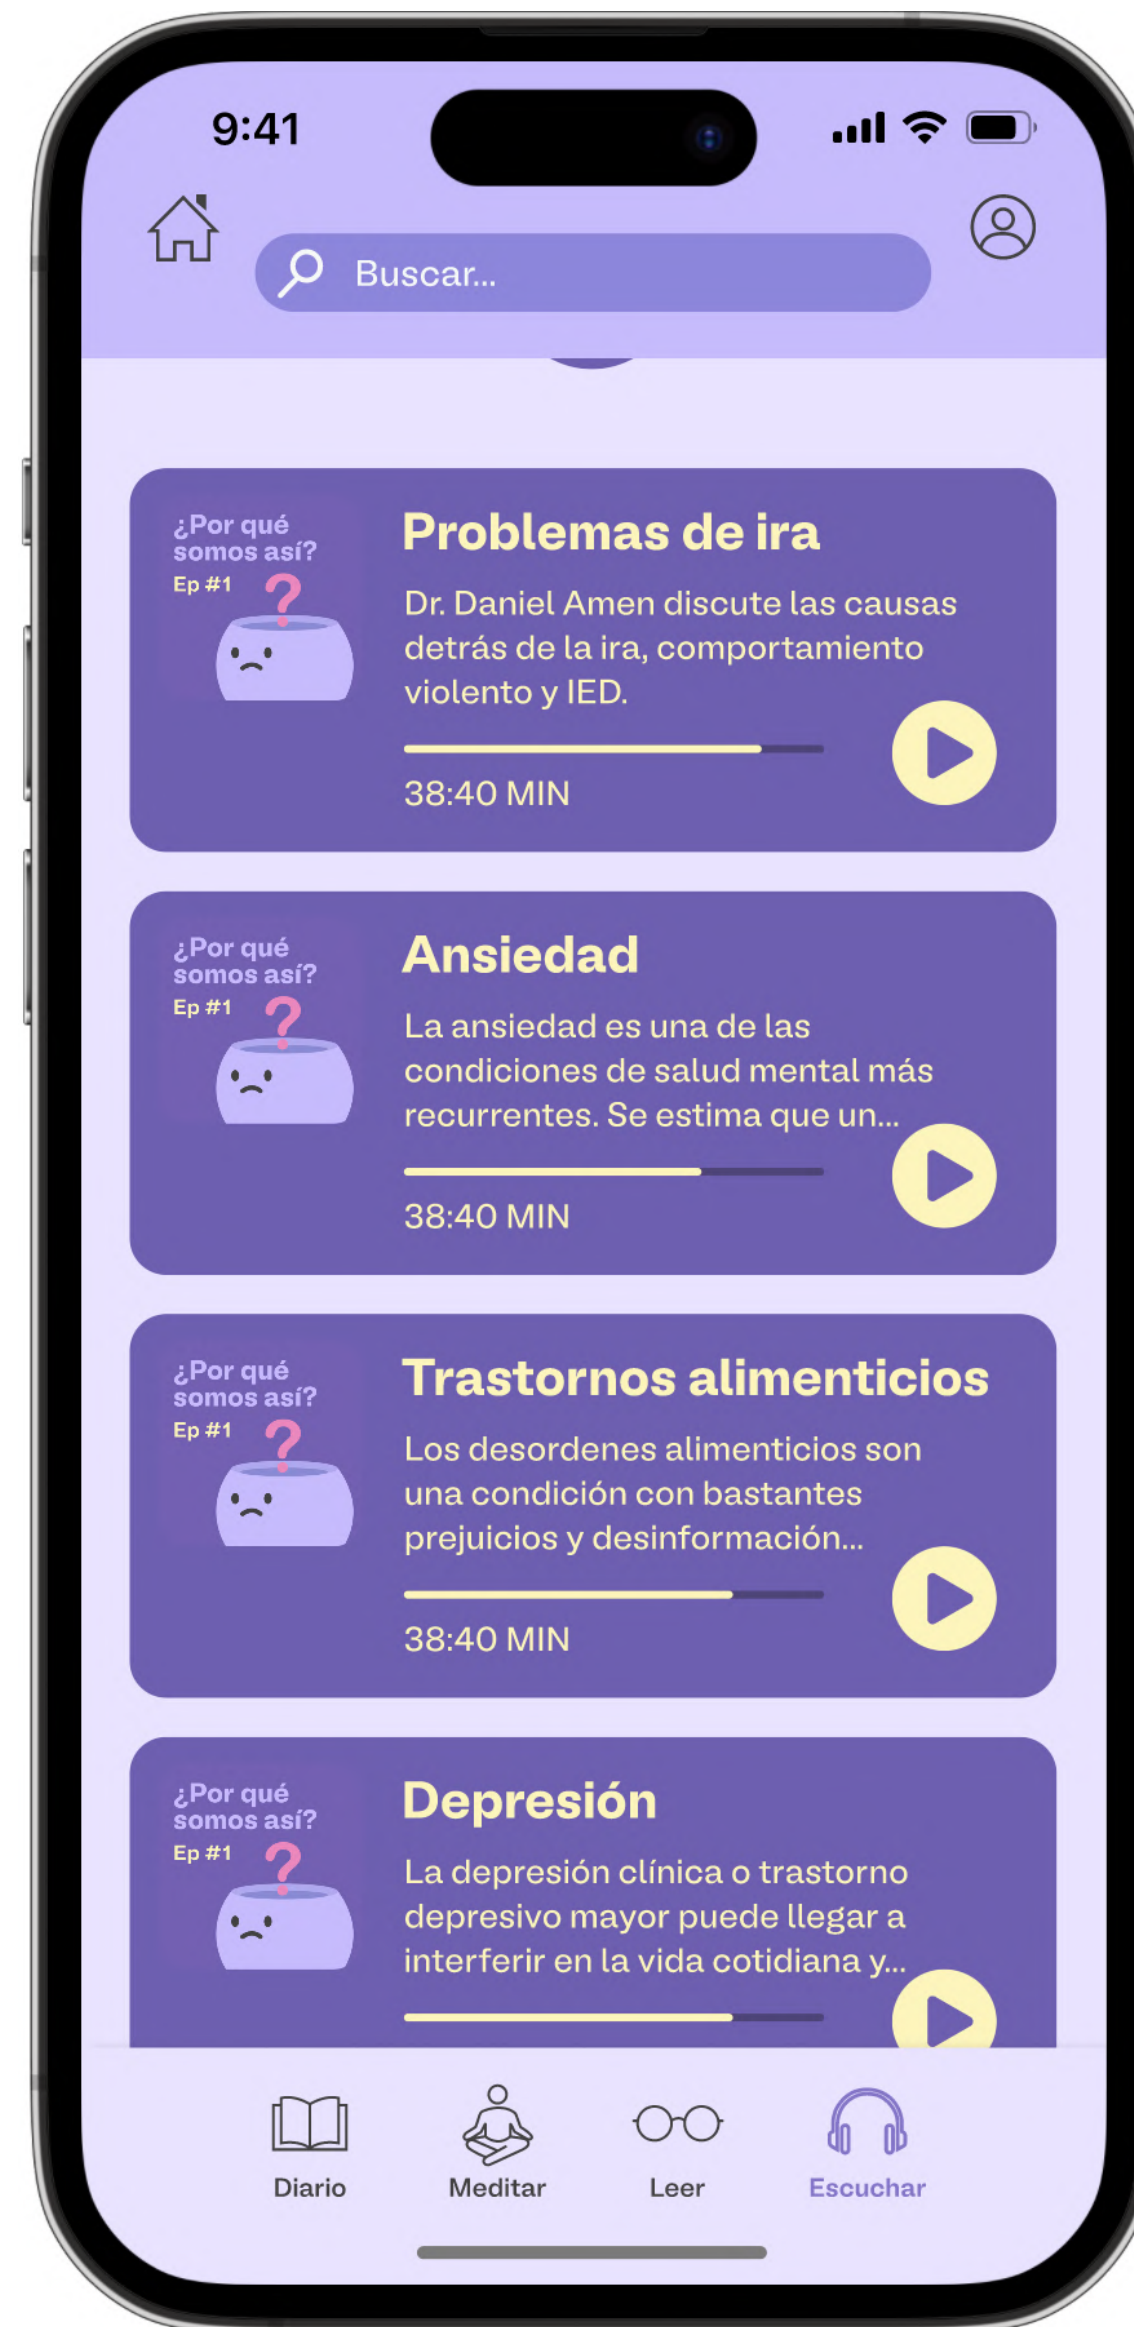 9:41
Buscar...
¿Por qué
somos así?
Ep #1
Problemas de ira
Dr. Daniel Amen discute las causas
detrás de la ira, comportamiento
violento y IED.
38:40 MIN
¿Por qué
somos así?
Ep #1
Ansiedad
La ansiedad es una de las
condiciones de salud mental más
recurrentes. Se estima que un...
38:40 MIN
¿Por qué
somos así?
Ep #1
Trastornos alimenticios
Los desordenes alimenticios son
una condición con bastantes
prejuicios y desinformación...
38:40 MIN
¿Por qué
somos así?
Ep #1
Depresión
La depresión clínica o trastorno
depresivo mayor puede llegar a
interferir en la vida cotidiana y...
Diario
Meditar
Leer
Escuchar